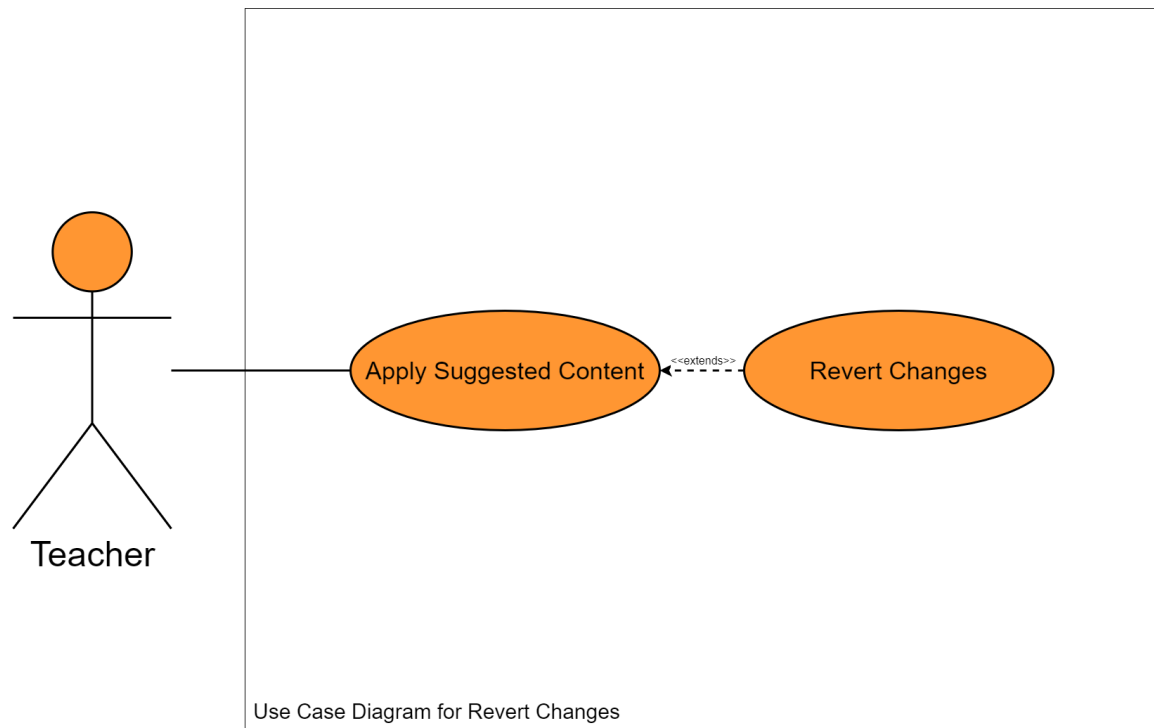 Apply Suggested Content
<<extends>>
Revert Changes
Teacher
Use Case Diagram for Revert Changes